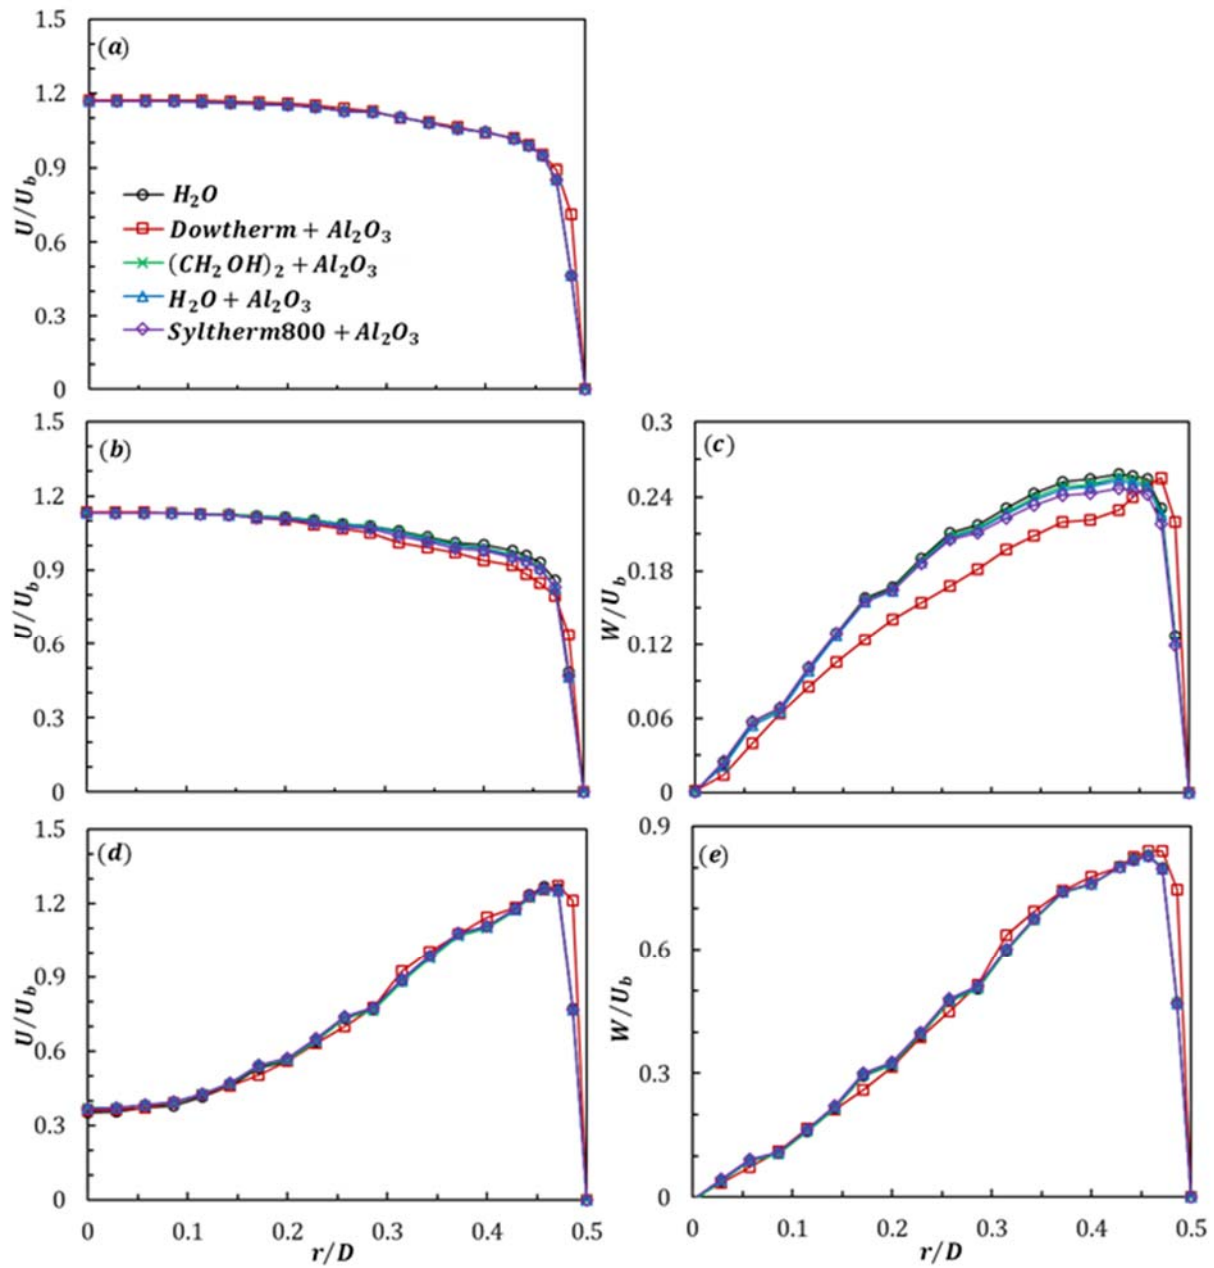 (a)
1.5
1.2
0.9
0.6
0.3
0
U/U_b
H₂O
Dowtherm + Al₂O₃
(CH₂ OH)₂ + Al₂O₃
H₂O + Al₂O₃
Syltherm800 + Al₂O₃
(b)
1.5
1.2
0.9
0.6
0.3
0
U/U_b
(c)
0.3
0.24
0.18
0.12
0.06
0
W/U_b
(d)
1.5
1.2
0.9
0.6
0.3
0
U/U_b
0 0.1 0.2 0.3 0.4 0.5
r/D
(e)
0.9
0.6
0.3
0
W/U_b
0 0.1 0.2 0.3 0.4 0.5
r/D